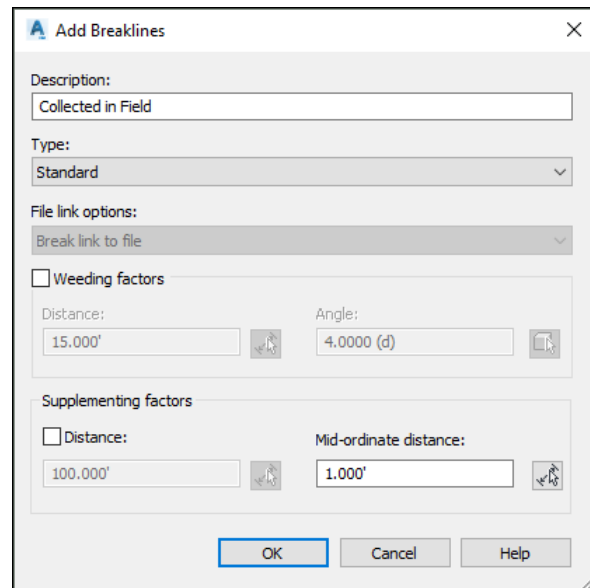 Add Breaklines
Description:
Collected in Field
Type:
Standard
File link options:
Break link to file
Weeding factors
Distance:
Angle:
15.000'
4.0000 (d)
Supplementing factors
Distance:
Mid-ordinate distance:
100.000'
1.000'
OK
Cancel
Help